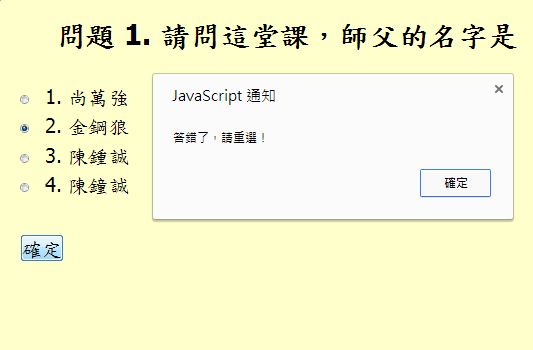 問題 1. 請問這堂課，師父的名字是
1. 尚萬強
2. 金鋼狼
3. 陳鍾誠
4. 陳鐘誠
確定
JavaScript 通知
答錯了，請重選！
確定